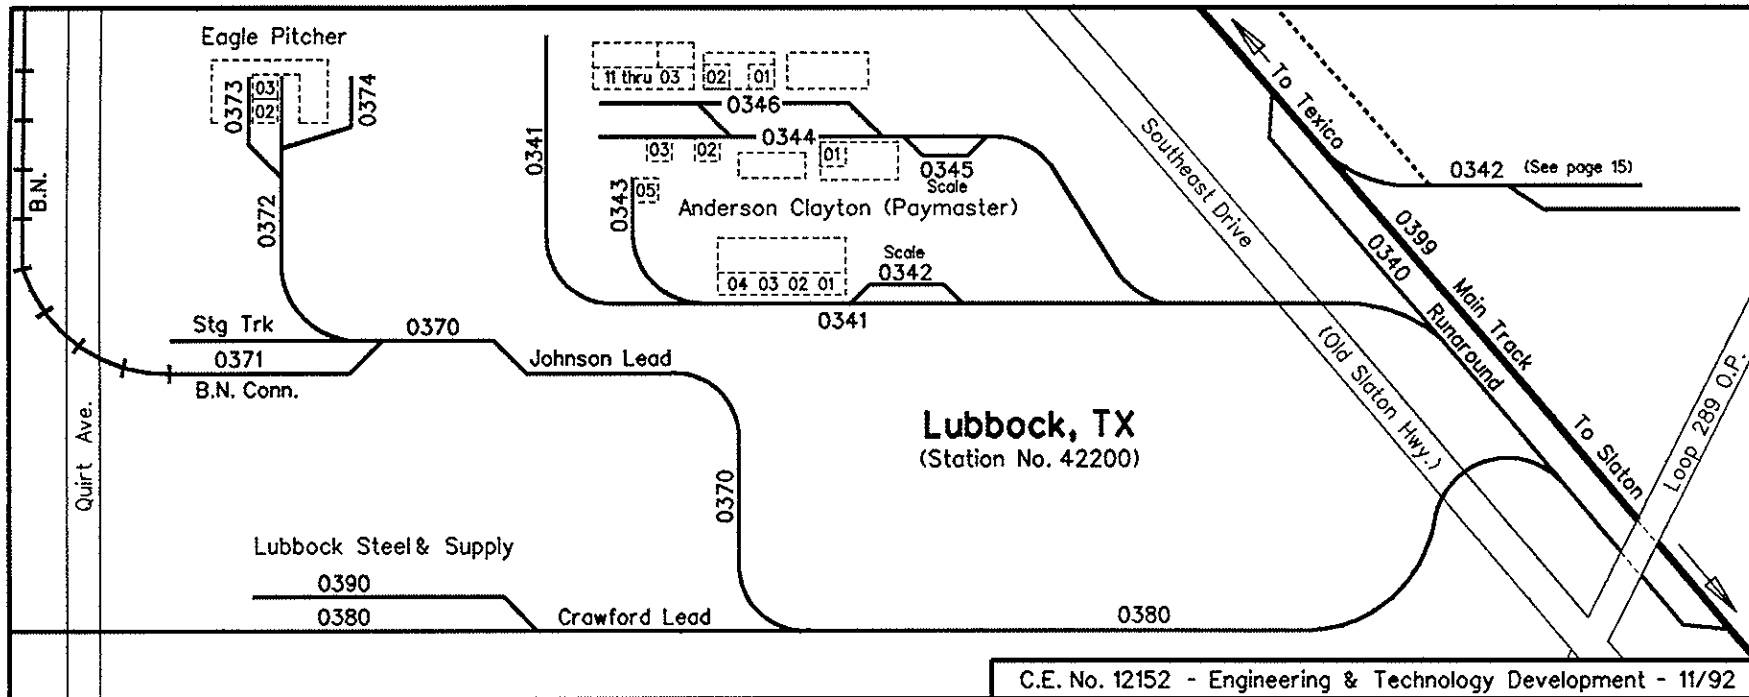 Eagle Pitcher
03
02
0373
0374
0372
B.N.
Quirt Ave.
Stg Trk
0370
0371
B.N. Conn.
Johnson Lead
0370
Lubbock Steel & Supply
0390
0380
Crawford Lead
0380
0341
11 thru 03
02
01
0346
0344
03
02
01
0345
Scale
0343
05
Anderson Clayton (Paymaster)
04 03 02 01
Scale
0342
0341
Lubbock, TX
(Station No. 42200)
Southeast Drive
(Old Slaton Hwy.)
To Texico
0342 (See page 15)
0399
Main Track
0340
Runaround
To Slaton
Loop 289 O.P.
C.E. No. 12152 - Engineering & Technology Development - 11/92